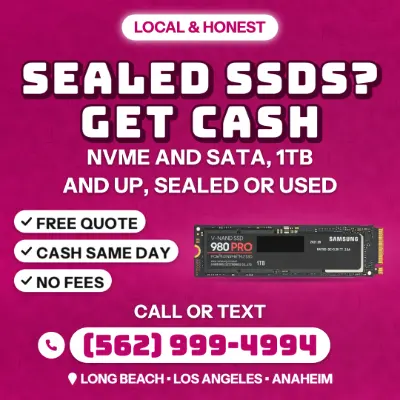 LOCAL & HONEST
SEALED SSDS?
GET CASH
NVME AND SATA, 1TB
AND UP, SEALED OR USED
FREE QUOTE
CASH SAME DAY
NO FEES
V-NAND SSD
980 PRO
1TB
SAMSUNG
CALL OR TEXT
(562) 999-4994
LONG BEACH • LOS ANGELES • ANAHEIM